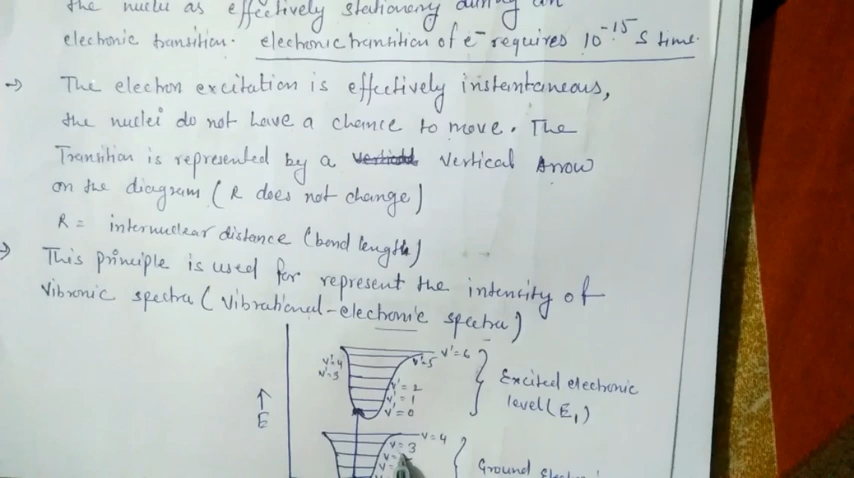 the nuclei as effectively stationary during an
electronic transition. electronic transition of e⁻ requires 10⁻¹⁵ s time.
→ The electron excitation is effectively instantaneous,
the nuclei do not have a chance to move. The
Transition is represented by a vertical Arrow
on the diagram (R does not change)
R = internuclear distance (bond length)
→ This principle is used for represent the intensity of
Vibronic spectra (Vibrational-electronic spectra)
v'=4 v'=5 v'=6
v'=3
v'=2
v'=1
v'=0
Excited electronic
level (E₁)
↑
E
v=4
v=3
Ground